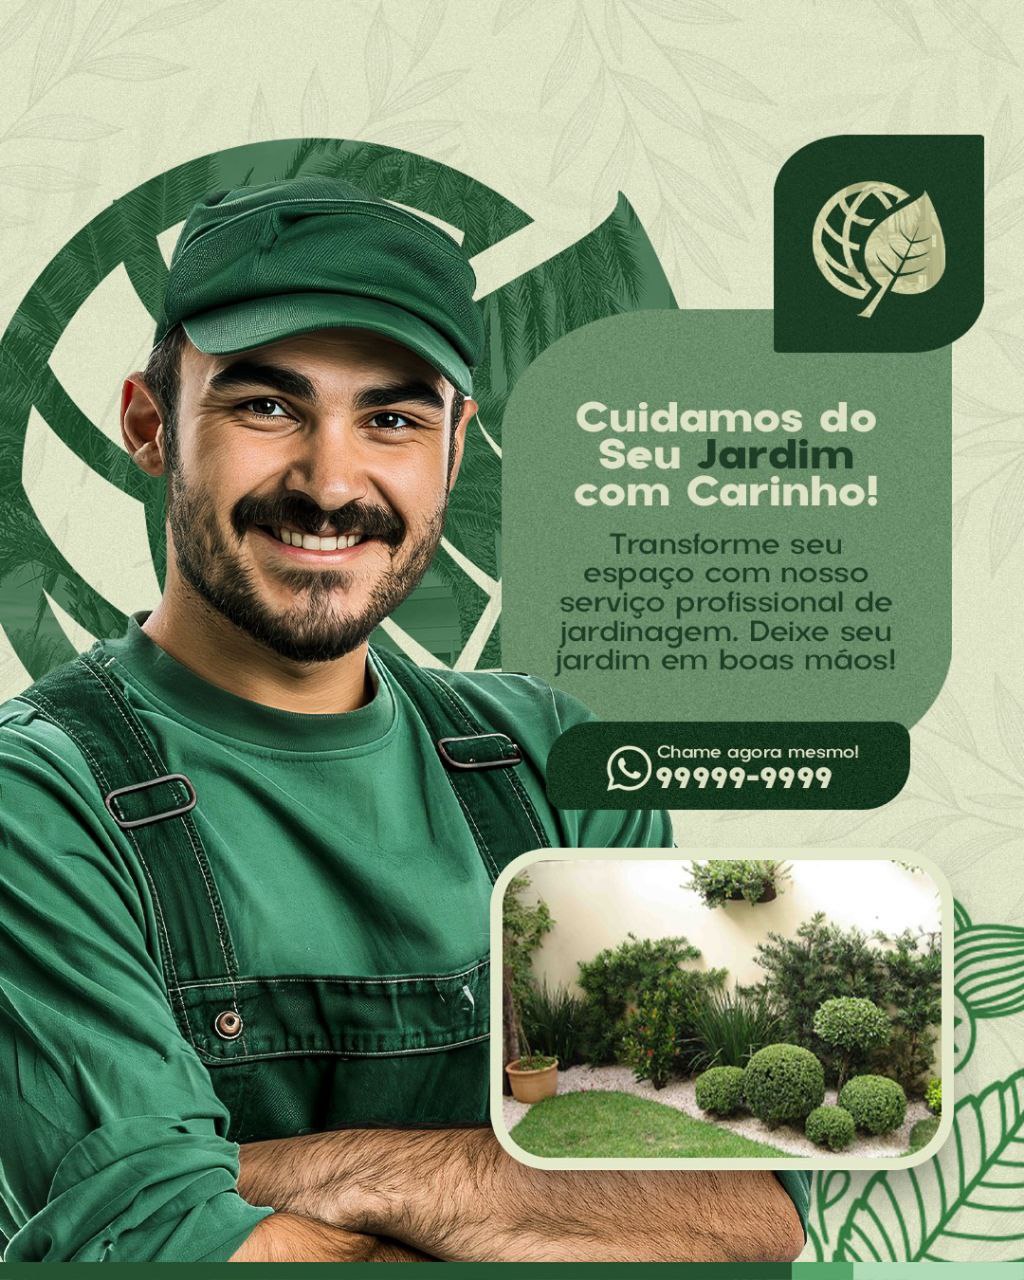 Cuidamos do
Seu Jardim
com Carinho!
Transforme seu
espaço com nosso
serviço profissional de
jardinagem. Deixe seu
jardim em boas mãos!
Chame agora mesmo!
99999-9999